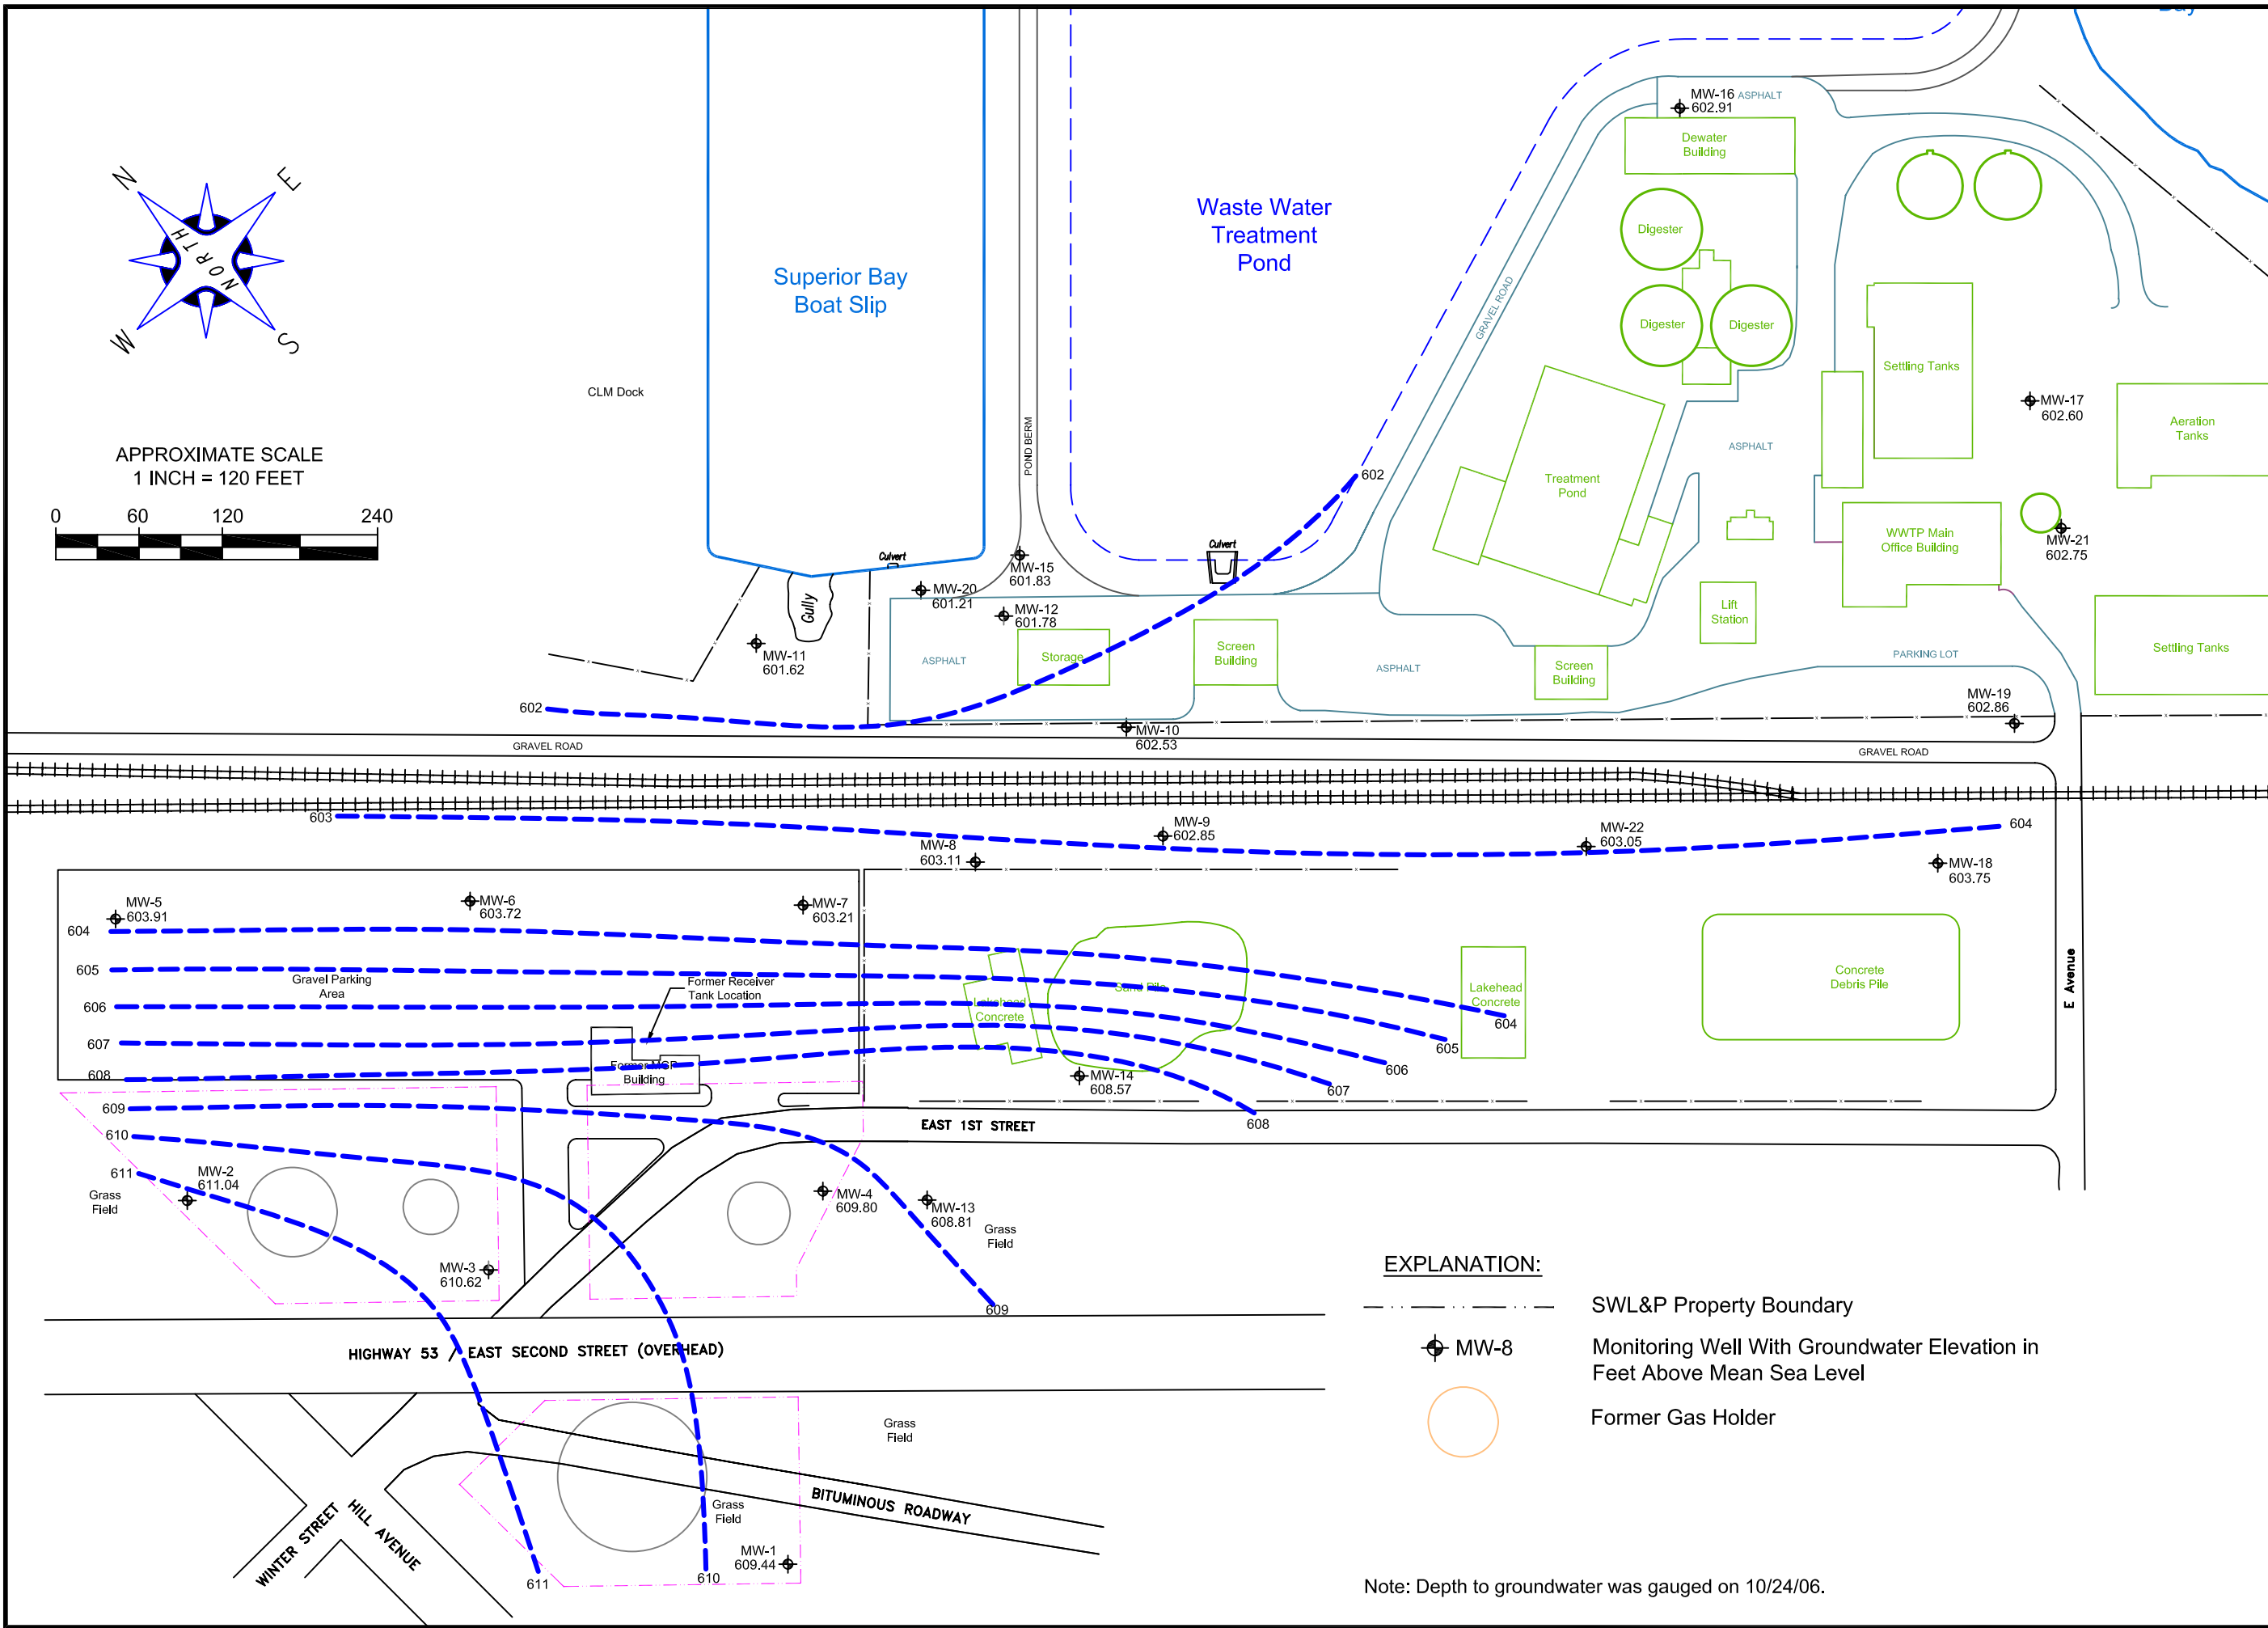 Bay
MW-16
602.91
ASPHALT
Dewater
Building
N
E
W
S
NORTH
Waste Water
Treatment
Pond
Superior Bay
Boat Slip
Digester
Digester
Digester
GRAVEL ROAD
CLM Dock
Settling Tanks
MW-17
602.60
Aeration
Tanks
APPROXIMATE SCALE
1 INCH = 120 FEET
0
60
120
240
POND BERM
ASPHALT
602
Treatment
Pond
WWTP Main
Office Building
MW-21
602.75
Culvert
Culvert
MW-15
601.83
MW-20
601.21
MW-12
601.78
Gully
Lift
Station
MW-11
601.62
ASPHALT
Storage
Screen
Building
ASPHALT
Screen
Building
PARKING LOT
Settling Tanks
MW-19
602.86
602
MW-10
602.53
GRAVEL ROAD
GRAVEL ROAD
603
MW-9
602.85
MW-22
603.05
604
MW-8
603.11
MW-18
603.75
MW-5
603.91
MW-6
603.72
MW-7
603.21
604
605
Gravel Parking
Area
Former Receiver
Tank Location
606
Sand Pile
Lakehead
Concrete
Lakehead
Concrete
604
Concrete
Debris Pile
E Avenue
607
605
608
Former MGP
Building
MW-14
608.57
606
607
609
EAST 1ST STREET
608
610
611
MW-2
611.04
Grass
Field
MW-4
609.80
MW-13
608.81
Grass
Field
MW-3
610.62
609
HIGHWAY 53 / EAST SECOND STREET (OVERHEAD)
EXPLANATION:
SWL&P Property Boundary
MW-8
Monitoring Well With Groundwater Elevation in
Feet Above Mean Sea Level
Former Gas Holder
Grass
Field
BITUMINOUS ROADWAY
Grass
Field
WINTER STREET
HILL AVENUE
MW-1
609.44
611
610
Note: Depth to groundwater was gauged on 10/24/06.